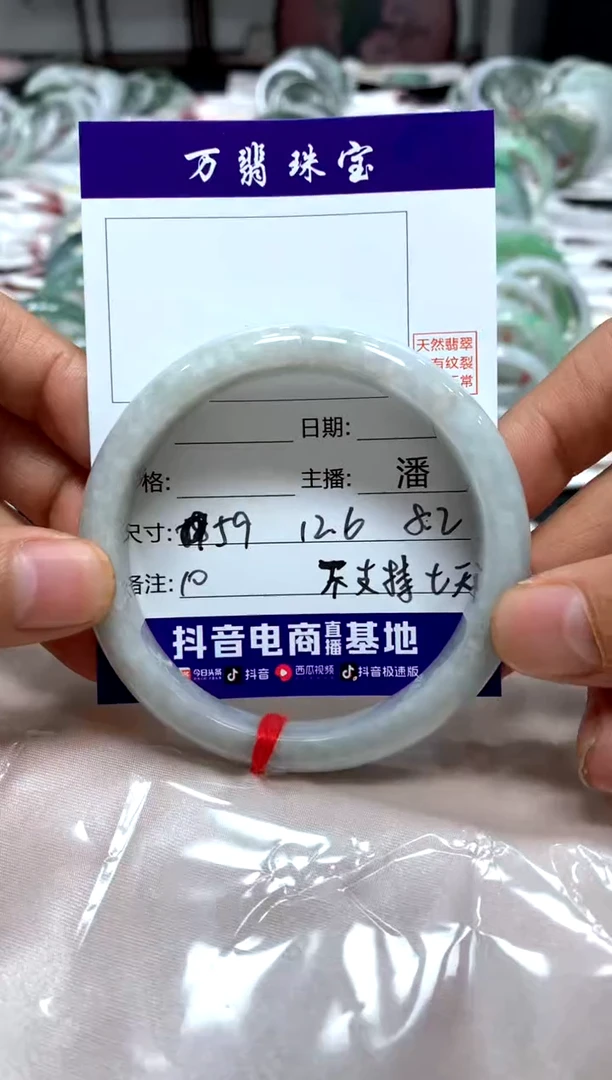 万翡珠宝
天然翡翠
有纹裂
正常
日期:
格:
主播: 潘
尺寸: 59 12.6 8.2
备注: 10 不支持七天
抖音电商直播基地
今日头条 抖音 西瓜视频 抖音极速版